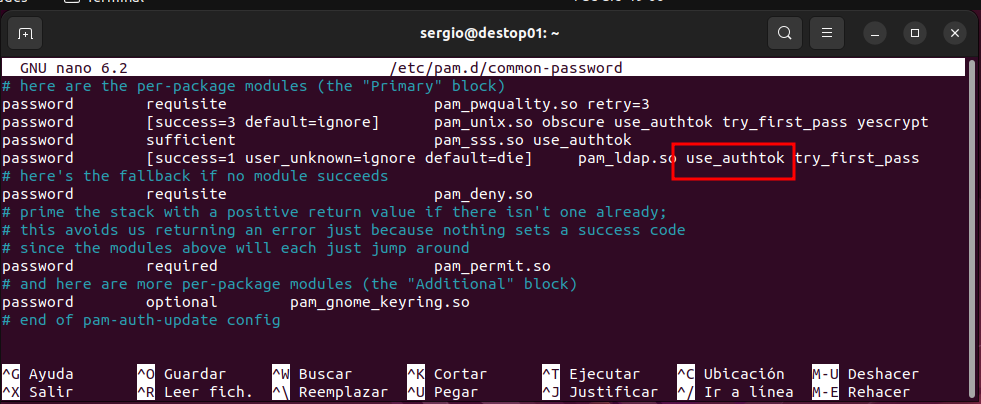 Terminal
sergio@destop01: ~
GNU nano 6.2 /etc/pam.d/common-password
# here are the per-package modules (the "Primary" block)
password requisite pam_pwquality.so retry=3
password [success=3 default=ignore] pam_unix.so obscure use_authtok try_first_pass yescrypt
password sufficient pam_sss.so use_authtok
password [success=1 user_unknown=ignore default=die] pam_ldap.so use_authtok try_first_pass
# here's the fallback if no module succeeds
password requisite pam_deny.so
# prime the stack with a positive return value if there isn't one already;
# this avoids us returning an error just because nothing sets a success code
# since the modules above will each just jump around
password required pam_permit.so
# and here are more per-package modules (the "Additional" block)
password optional pam_gnome_keyring.so
# end of pam-auth-update config
^G Ayuda ^O Guardar ^W Buscar ^K Cortar ^T Ejecutar ^C Ubicación M-U Deshacer
^X Salir ^R Leer fich. ^\ Reemplazar ^U Pegar ^J Justificar ^/ Ir a línea M-E Rehacer